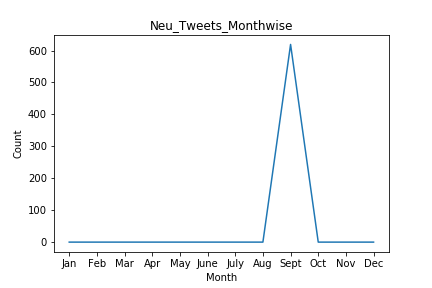 Neu_Tweets_Monthwise
600
500
400
300
200
100
0
Count
Jan Feb Mar Apr May June July Aug Sept Oct Nov Dec
Month